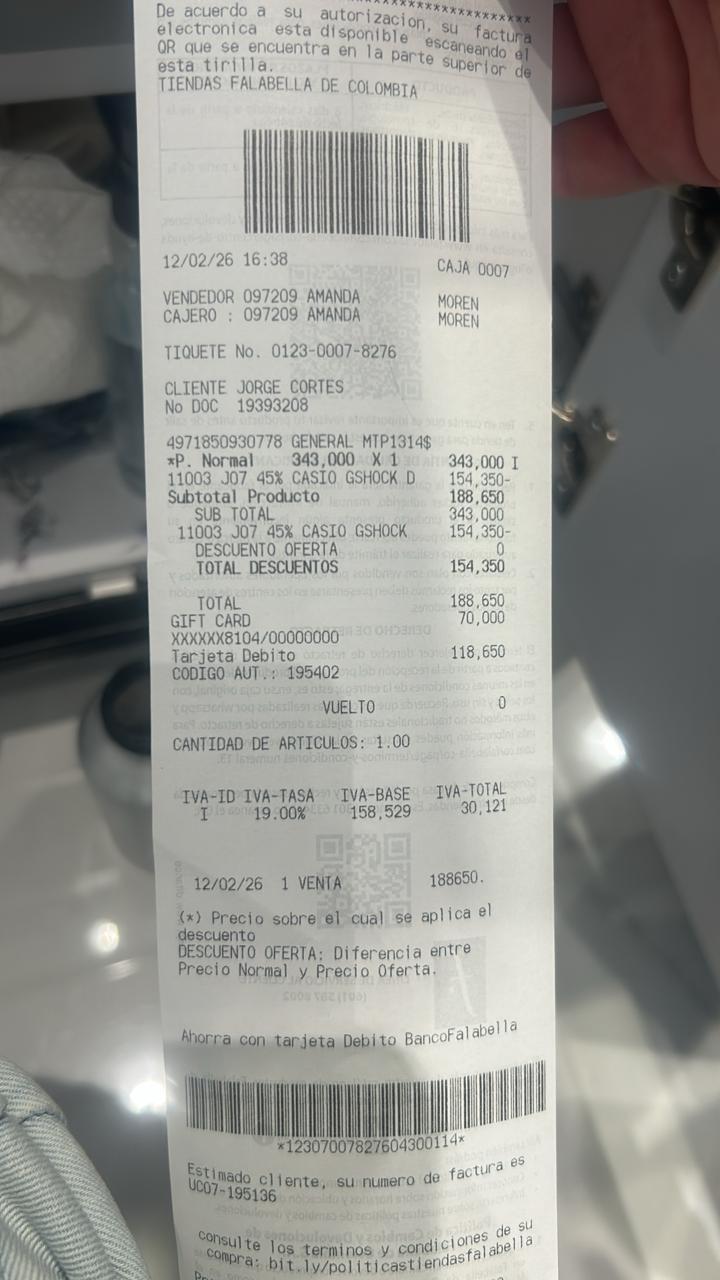 ************************************
De acuerdo a su autorizacion, su factura
electronica esta disponible escaneando el
QR que se encuentra en la parte superior de
esta tirilla.
TIENDAS FALABELLA DE COLOMBIA
12/02/26 16:38 CAJA 0007
VENDEDOR 097209 AMANDA MOREN
CAJERO : 097209 AMANDA MOREN
TIQUETE No. 0123-0007-8276
CLIENTE JORGE CORTES
No DOC 19393208
4971850930778 GENERAL MTP1314$
*P. Normal 343,000 X 1 343,000 I
11003 J07 45% CASIO GSHOCK D 154,350-
Subtotal Producto 188,650
SUB TOTAL 343,000
11003 J07 45% CASIO GSHOCK 154,350-
DESCUENTO OFERTA 0
TOTAL DESCUENTOS 154,350
TOTAL 188,650
GIFT CARD 70,000
XXXXXX8104/00000000
Tarjeta Debito 118,650
CODIGO AUT.: 195402
VUELTO 0
CANTIDAD DE ARTICULOS: 1.00
IVA-ID IVA-TASA IVA-BASE IVA-TOTAL
I 19.00% 158,529 30,121
12/02/26 1 VENTA 188650.
(*) Precio sobre el cual se aplica el
descuento
DESCUENTO OFERTA: Diferencia entre
Precio Normal y Precio Oferta.
Ahorra con tarjeta Debito BancoFalabella
*12307007827604300114*
Estimado cliente, su numero de factura es
UC07-195136
consulte los terminos y condiciones de su
compra: bit.ly/politicastiendasfalabella